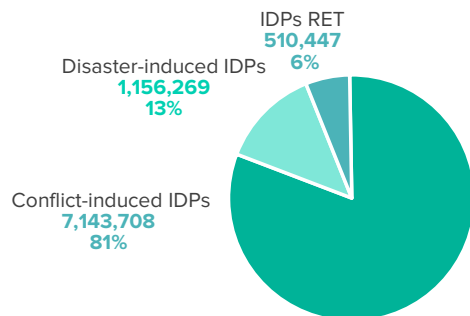 IDPs RET
510,447
6%
Disaster-induced IDPs
1,156,269
13%
Conflict-induced IDPs
7,143,708
81%